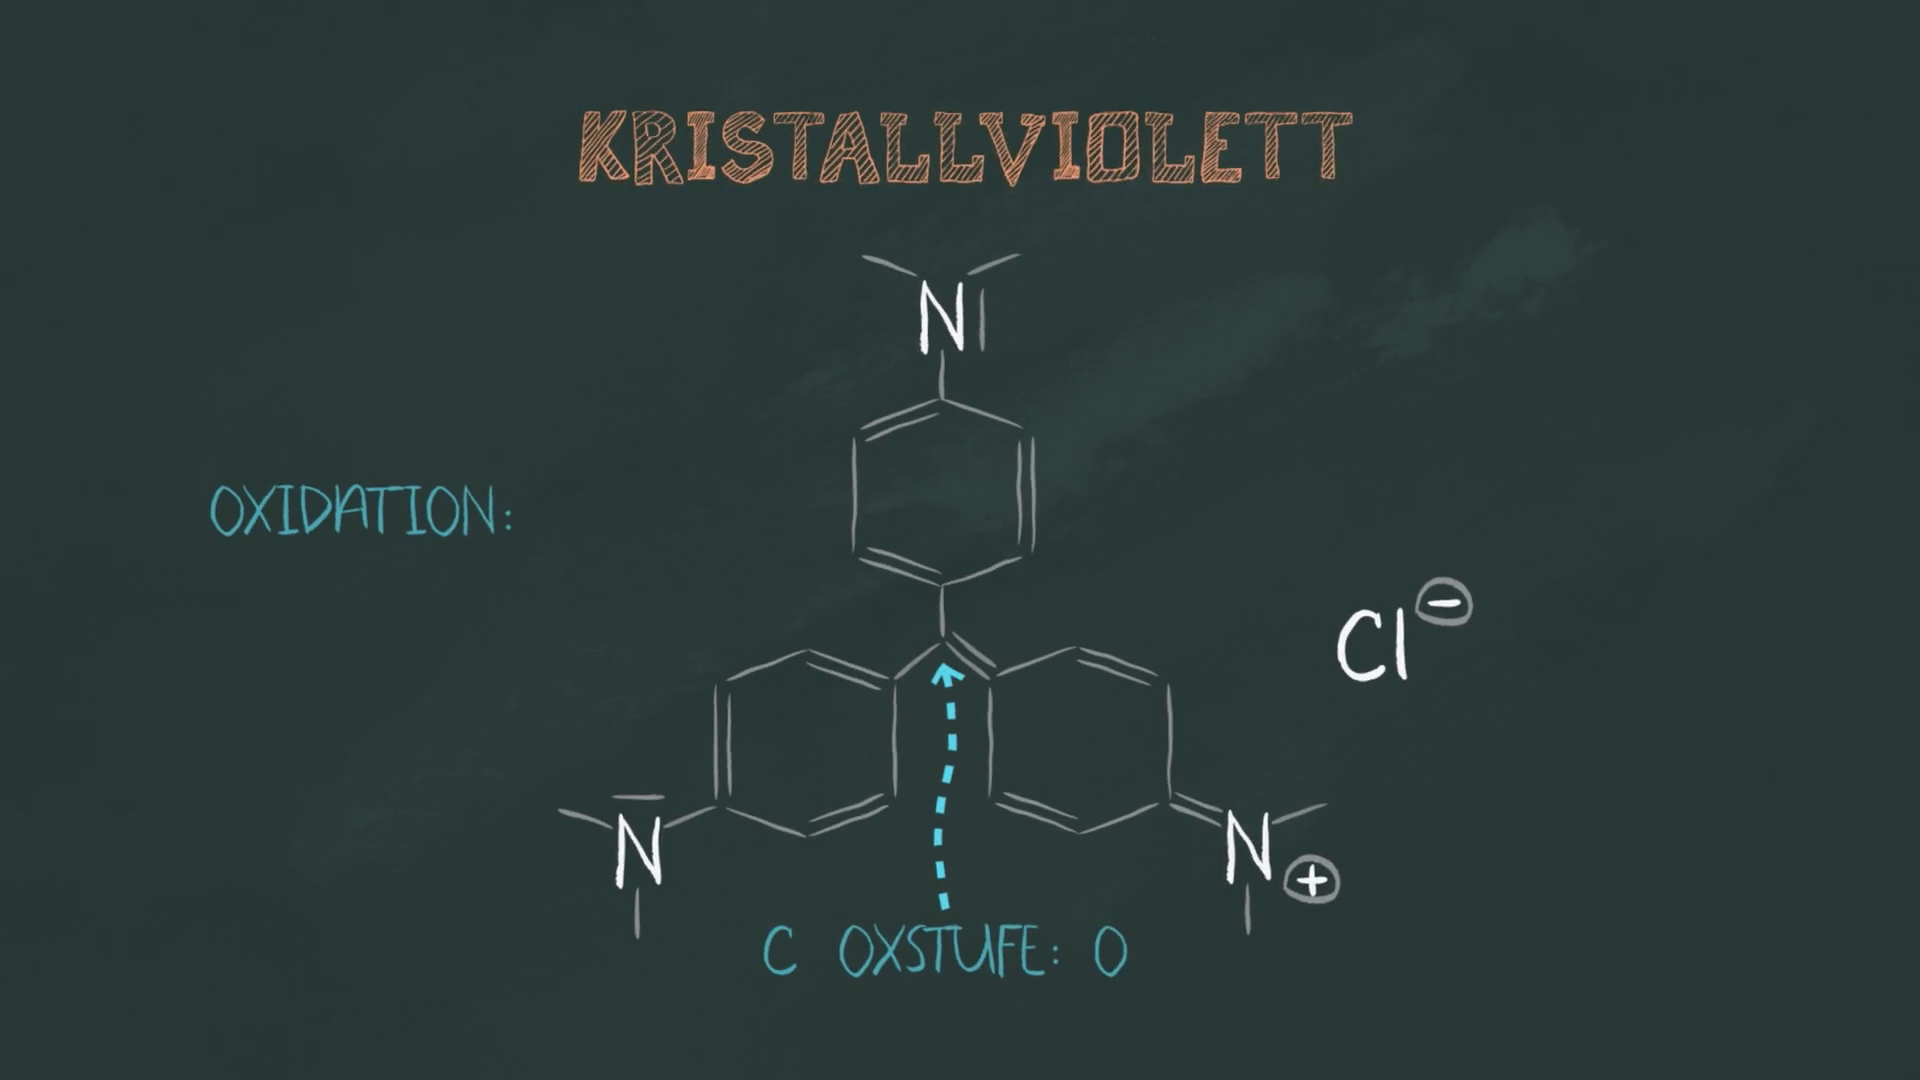 KRISTALLVIOLETT
N
OXIDATION:
Cl⊖
N
N⊕
C OXSTUFE: 0